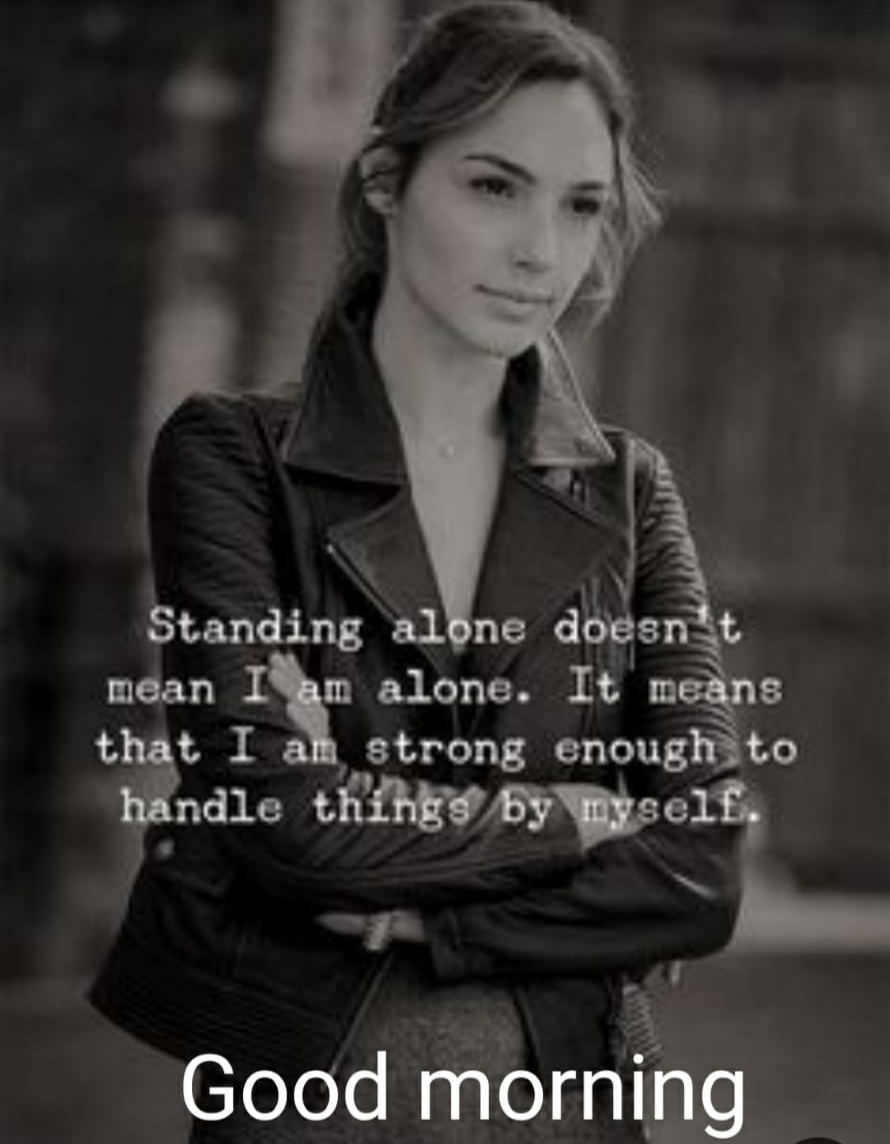 Standing alone doesn't
mean I am alone. It means
that I am strong enough to
handle things by myself.
Good morning